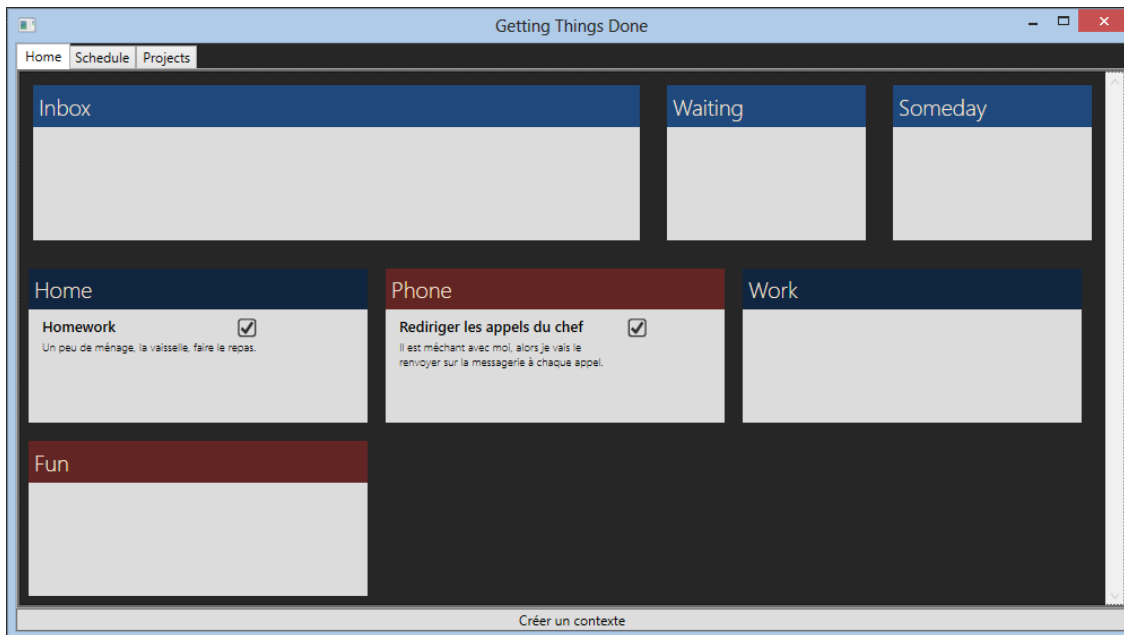 Getting Things Done
Home Schedule Projects
Inbox
Waiting
Someday
Home
Homework
Un peu de ménage, la vaisselle, faire le repas.
Phone
Rediriger les appels du chef
Il est méchant avec moi, alors je vais le
renvoyer sur la messagerie à chaque appel.
Work
Fun
Créer un contexte